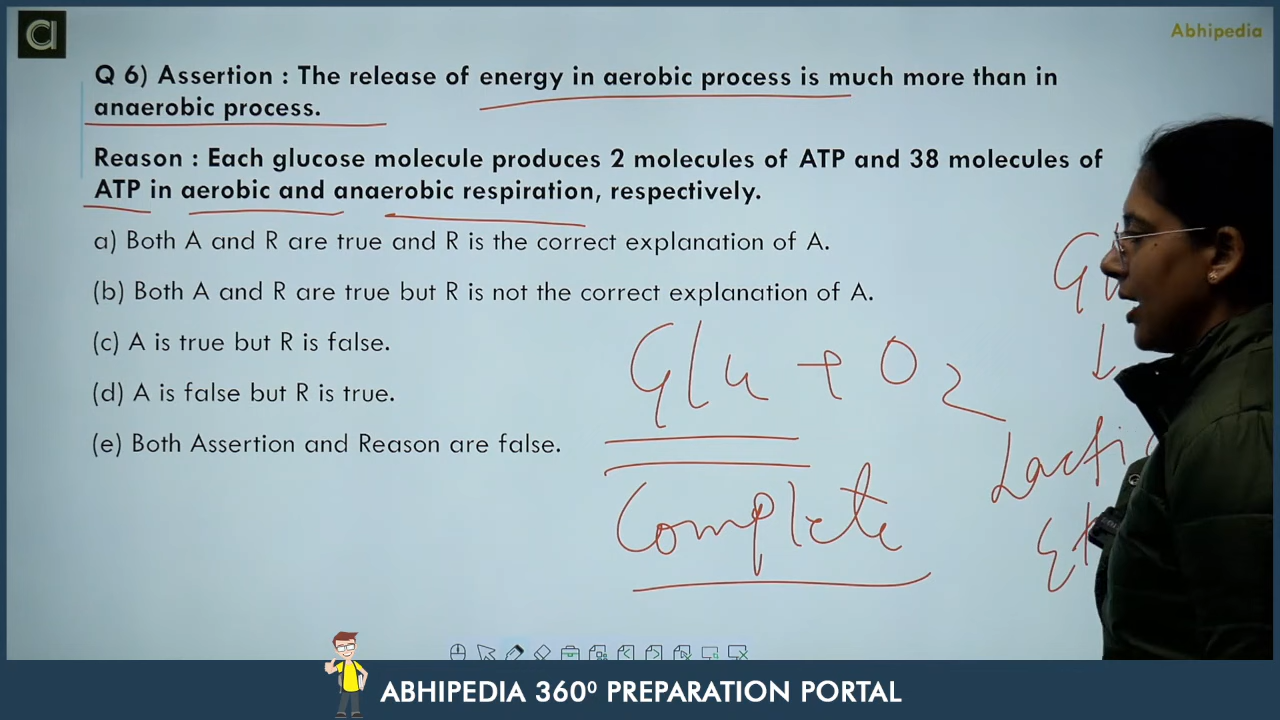 Abhipedia
Q 6) Assertion : The release of energy in aerobic process is much more than in
anaerobic process.
Reason : Each glucose molecule produces 2 molecules of ATP and 38 molecules of
ATP in aerobic and anaerobic respiration, respectively.
a) Both A and R are true and R is the correct explanation of A.
(b) Both A and R are true but R is not the correct explanation of A.
(c) A is true but R is false.
(d) A is false but R is true.
(e) Both Assertion and Reason are false.
Glu + O2
Complete
ABHIPEDIA 360⁰ PREPARATION PORTAL